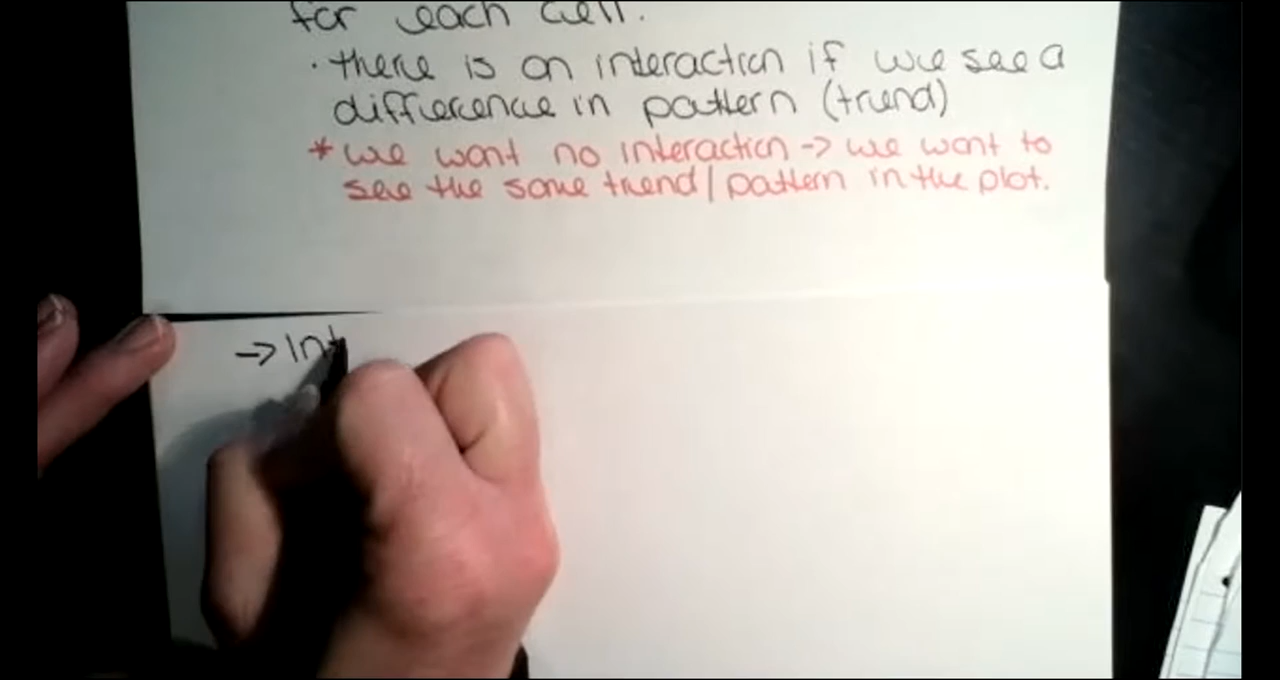 for each cell.
· there is an interaction if we see a
difference in pattern (trend)
* we want no interaction -> we want to
see the same trend/pattern in the plot.
-> Int